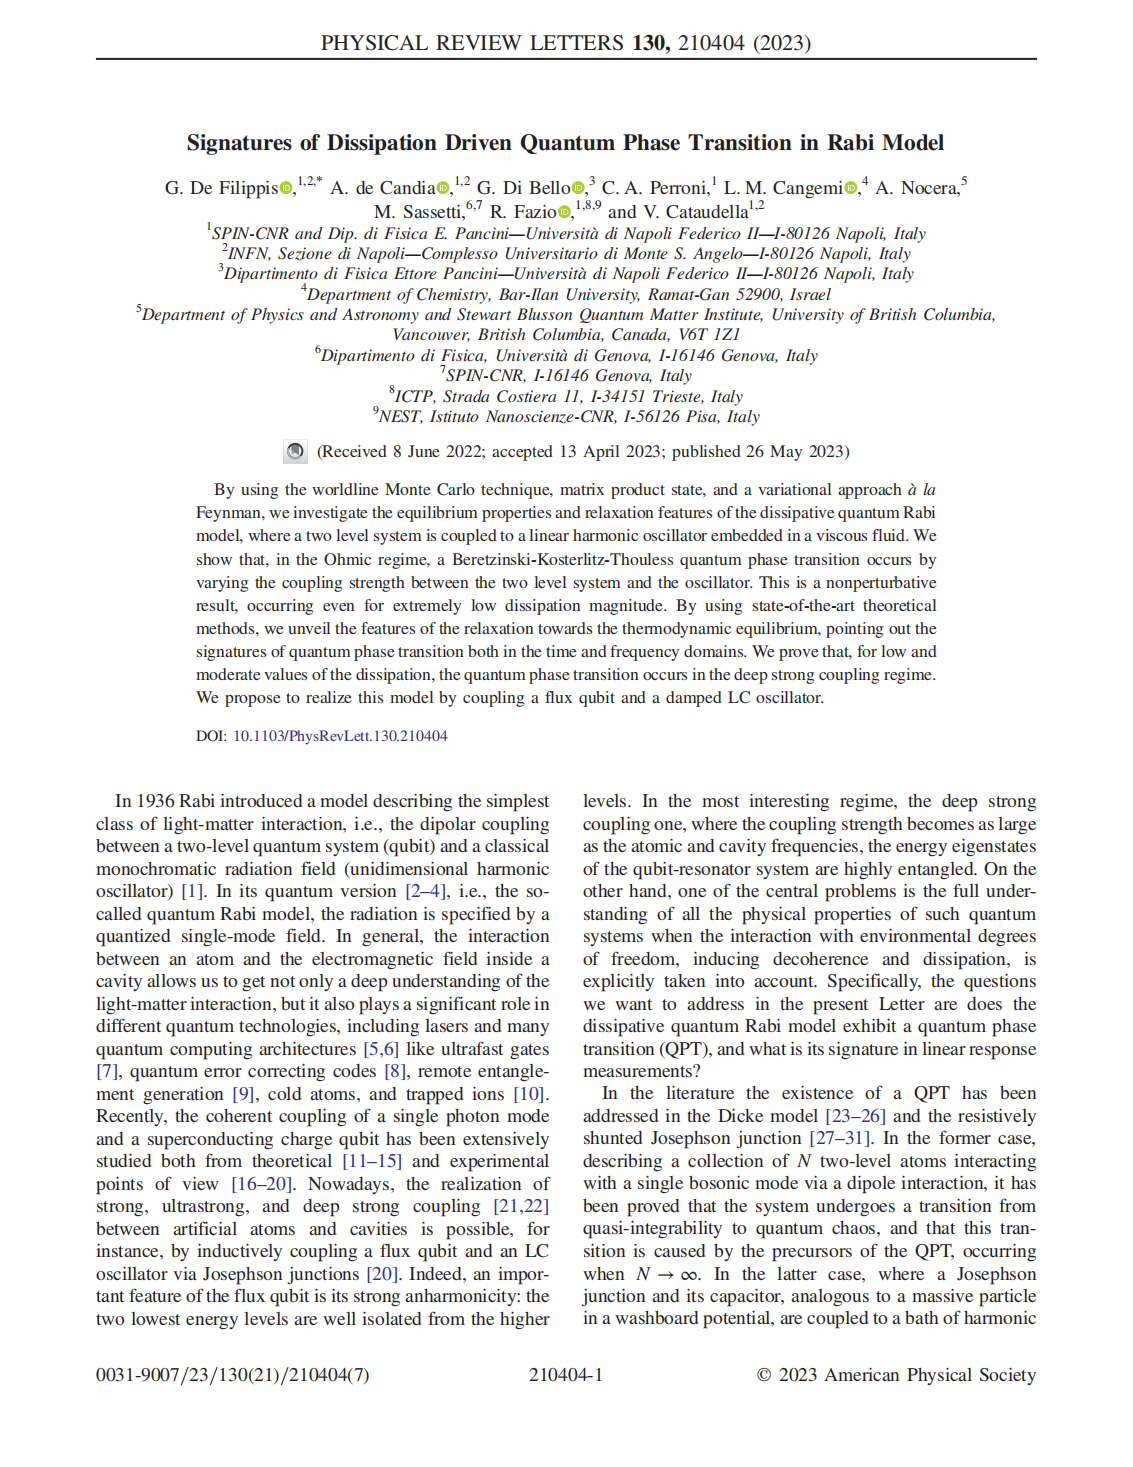 PHYSICAL REVIEW LETTERS 130, 210404 (2023)
Signatures of Dissipation Driven Quantum Phase Transition in Rabi Model
G. De Filippis,1,2,* A. de Candia,1,2 G. Di Bello,3 C. A. Perroni,1 L. M. Cangemi,4 A. Nocera,5
M. Sassetti,6,7 R. Fazio,1,8,9 and V. Cataudella1,2
1SPIN-CNR and Dip. di Fisica E. Pancini—Università di Napoli Federico II—I-80126 Napoli, Italy
2INFN, Sezione di Napoli—Complesso Universitario di Monte S. Angelo—I-80126 Napoli, Italy
3Dipartimento di Fisica Ettore Pancini—Università di Napoli Federico II—I-80126 Napoli, Italy
4Department of Chemistry, Bar-Ilan University, Ramat-Gan 52900, Israel
5Department of Physics and Astronomy and Stewart Blusson Quantum Matter Institute, University of British Columbia,
Vancouver, British Columbia, Canada, V6T 1Z1
6Dipartimento di Fisica, Università di Genova, I-16146 Genova, Italy
7SPIN-CNR, I-16146 Genova, Italy
8ICTP, Strada Costiera 11, I-34151 Trieste, Italy
9NEST, Istituto Nanoscienze-CNR, I-56126 Pisa, Italy
(Received 8 June 2022; accepted 13 April 2023; published 26 May 2023)
By using the worldline Monte Carlo technique, matrix product state, and a variational approach à la
Feynman, we investigate the equilibrium properties and relaxation features of the dissipative quantum Rabi
model, where a two level system is coupled to a linear harmonic oscillator embedded in a viscous fluid. We
show that, in the Ohmic regime, a Beretzinski-Kosterlitz-Thouless quantum phase transition occurs by
varying the coupling strength between the two level system and the oscillator. This is a nonperturbative
result, occurring even for extremely low dissipation magnitude. By using state-of-the-art theoretical
methods, we unveil the features of the relaxation towards the thermodynamic equilibrium, pointing out the
signatures of quantum phase transition both in the time and frequency domains. We prove that, for low and
moderate values of the dissipation, the quantum phase transition occurs in the deep strong coupling regime.
We propose to realize this model by coupling a flux qubit and a damped LC oscillator.
DOI: 10.1103/PhysRevLett.130.210404
In 1936 Rabi introduced a model describing the simplest
class of light-matter interaction, i.e., the dipolar coupling
between a two-level quantum system (qubit) and a classical
monochromatic radiation field (unidimensional harmonic
oscillator) [1]. In its quantum version [2–4], i.e., the so-
called quantum Rabi model, the radiation is specified by a
quantized single-mode field. In general, the interaction
between an atom and the electromagnetic field inside a
cavity allows us to get not only a deep understanding of the
light-matter interaction, but it also plays a significant role in
different quantum technologies, including lasers and many
quantum computing architectures [5,6] like ultrafast gates
[7], quantum error correcting codes [8], remote entangle-
ment generation [9], cold atoms, and trapped ions [10].
Recently, the coherent coupling of a single photon mode
and a superconducting charge qubit has been extensively
studied both from theoretical [11–15] and experimental
points of view [16–20]. Nowadays, the realization of
strong, ultrastrong, and deep strong coupling [21,22]
between artificial atoms and cavities is possible, for
instance, by inductively coupling a flux qubit and an LC
oscillator via Josephson junctions [20]. Indeed, an impor-
tant feature of the flux qubit is its strong anharmonicity: the
two lowest energy levels are well isolated from the higher
levels. In the most interesting regime, the deep strong
coupling one, where the coupling strength becomes as large
as the atomic and cavity frequencies, the energy eigenstates
of the qubit-resonator system are highly entangled. On the
other hand, one of the central problems is the full under-
standing of all the physical properties of such quantum
systems when the interaction with environmental degrees
of freedom, inducing decoherence and dissipation, is
explicitly taken into account. Specifically, the questions
we want to address in the present Letter are does the
dissipative quantum Rabi model exhibit a quantum phase
transition (QPT), and what is its signature in linear response
measurements?
In the literature the existence of a QPT has been
addressed in the Dicke model [23–26] and the resistively
shunted Josephson junction [27–31]. In the former case,
describing a collection of N two-level atoms interacting
with a single bosonic mode via a dipole interaction, it has
been proved that the system undergoes a transition from
quasi-integrability to quantum chaos, and that this tran-
sition is caused by the precursors of the QPT, occurring
when N → ∞. In the latter case, where a Josephson
junction and its capacitor, analogous to a massive particle
in a washboard potential, are coupled to a bath of harmonic
0031-9007/23/130(21)/210404(7)
210404-1
© 2023 American Physical Society